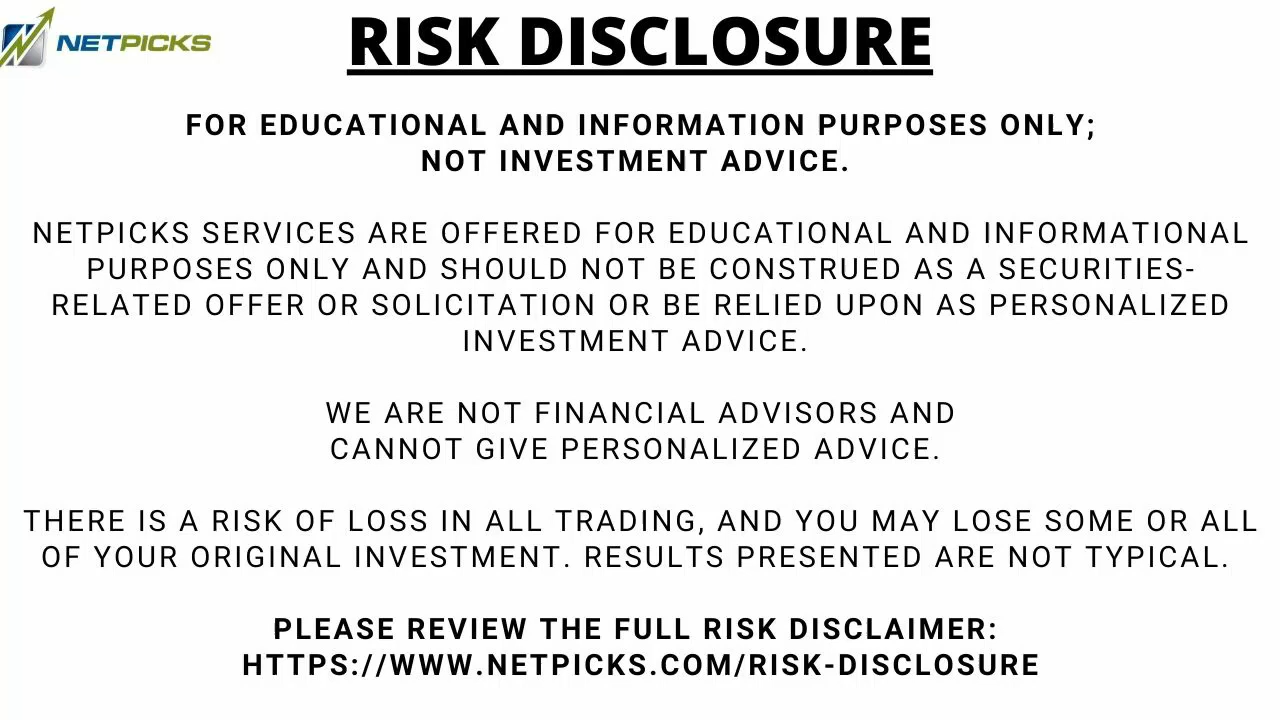 NETPICKS
RISK DISCLOSURE
FOR EDUCATIONAL AND INFORMATION PURPOSES ONLY;
NOT INVESTMENT ADVICE.
NETPICKS SERVICES ARE OFFERED FOR EDUCATIONAL AND INFORMATIONAL
PURPOSES ONLY AND SHOULD NOT BE CONSTRUED AS A SECURITIES-
RELATED OFFER OR SOLICITATION OR BE RELIED UPON AS PERSONALIZED
INVESTMENT ADVICE.
WE ARE NOT FINANCIAL ADVISORS AND
CANNOT GIVE PERSONALIZED ADVICE.
THERE IS A RISK OF LOSS IN ALL TRADING, AND YOU MAY LOSE SOME OR ALL
OF YOUR ORIGINAL INVESTMENT. RESULTS PRESENTED ARE NOT TYPICAL.
PLEASE REVIEW THE FULL RISK DISCLAIMER:
HTTPS://WWW.NETPICKS.COM/RISK-DISCLOSURE